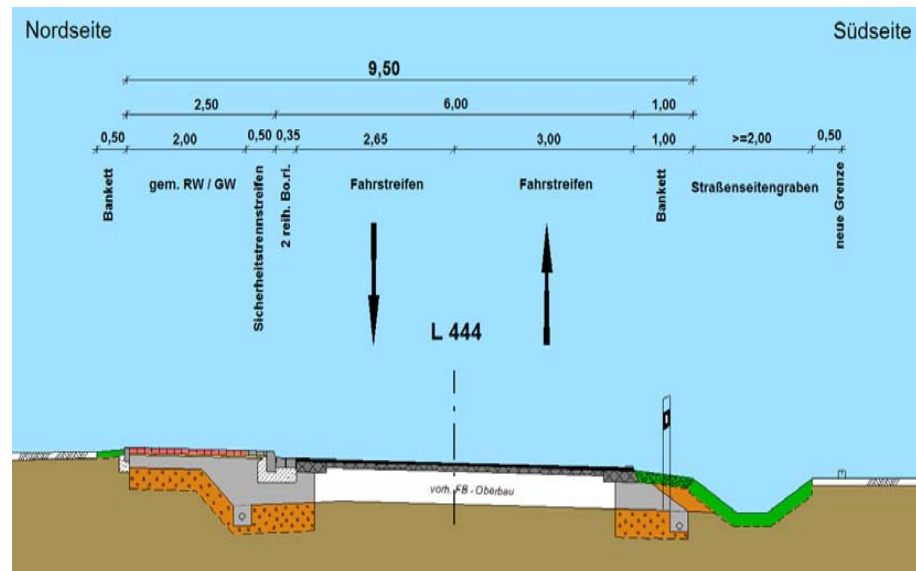 Nordseite
Südseite
9,50
2,50
6,00
1,00
0,50
2,00
0,50
0,35
2,65
3,00
1,00
>=2,00
0,50
Bankett
gem. RW / GW
Sicherheitstrennstreifen
2 reih. Bo.ri.
Fahrstreifen
Fahrstreifen
Bankett
Straßenseitengraben
neue Grenze
L 444
vorh. FB - Oberbau